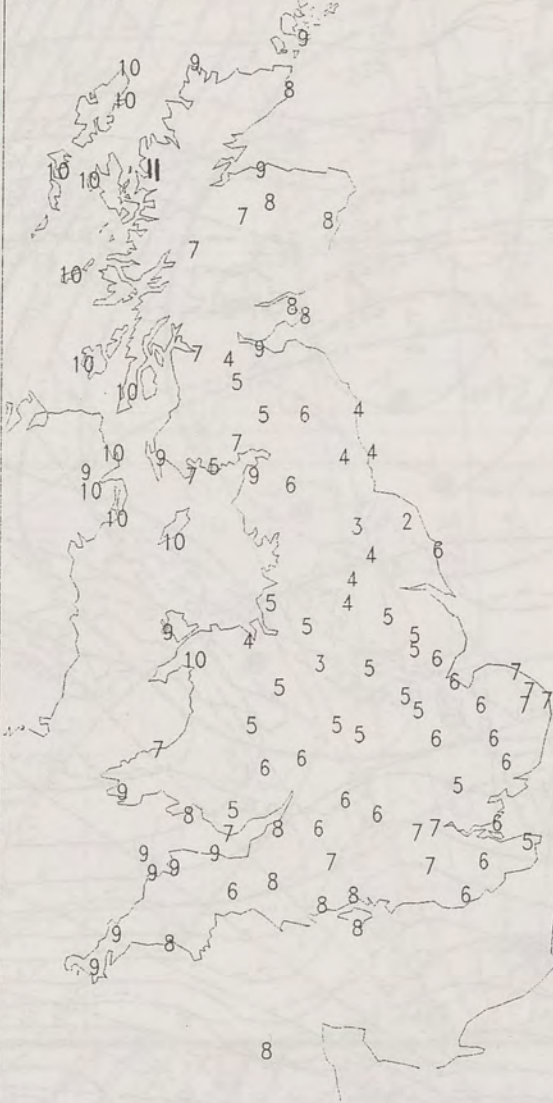 9
10 9
10 8
10 10 11 9
7 8 8
7
10
8
8
10 7 4 9
10 5
5 6 4
10 9 7 4 4
9 7 5 9 6
10
10 10 3 2
4 6
4
5 5 4 5
9 4 5
10 3 5 5 6
5 6 7
5 5 6 7 7
7 5 5 5 6 6
6 6 6
9 8 5 6 6 5
7 8 6 7 7 6
9 9 7 7 6 5
9 9 6 8 8 6
9 8 8
9 8
8